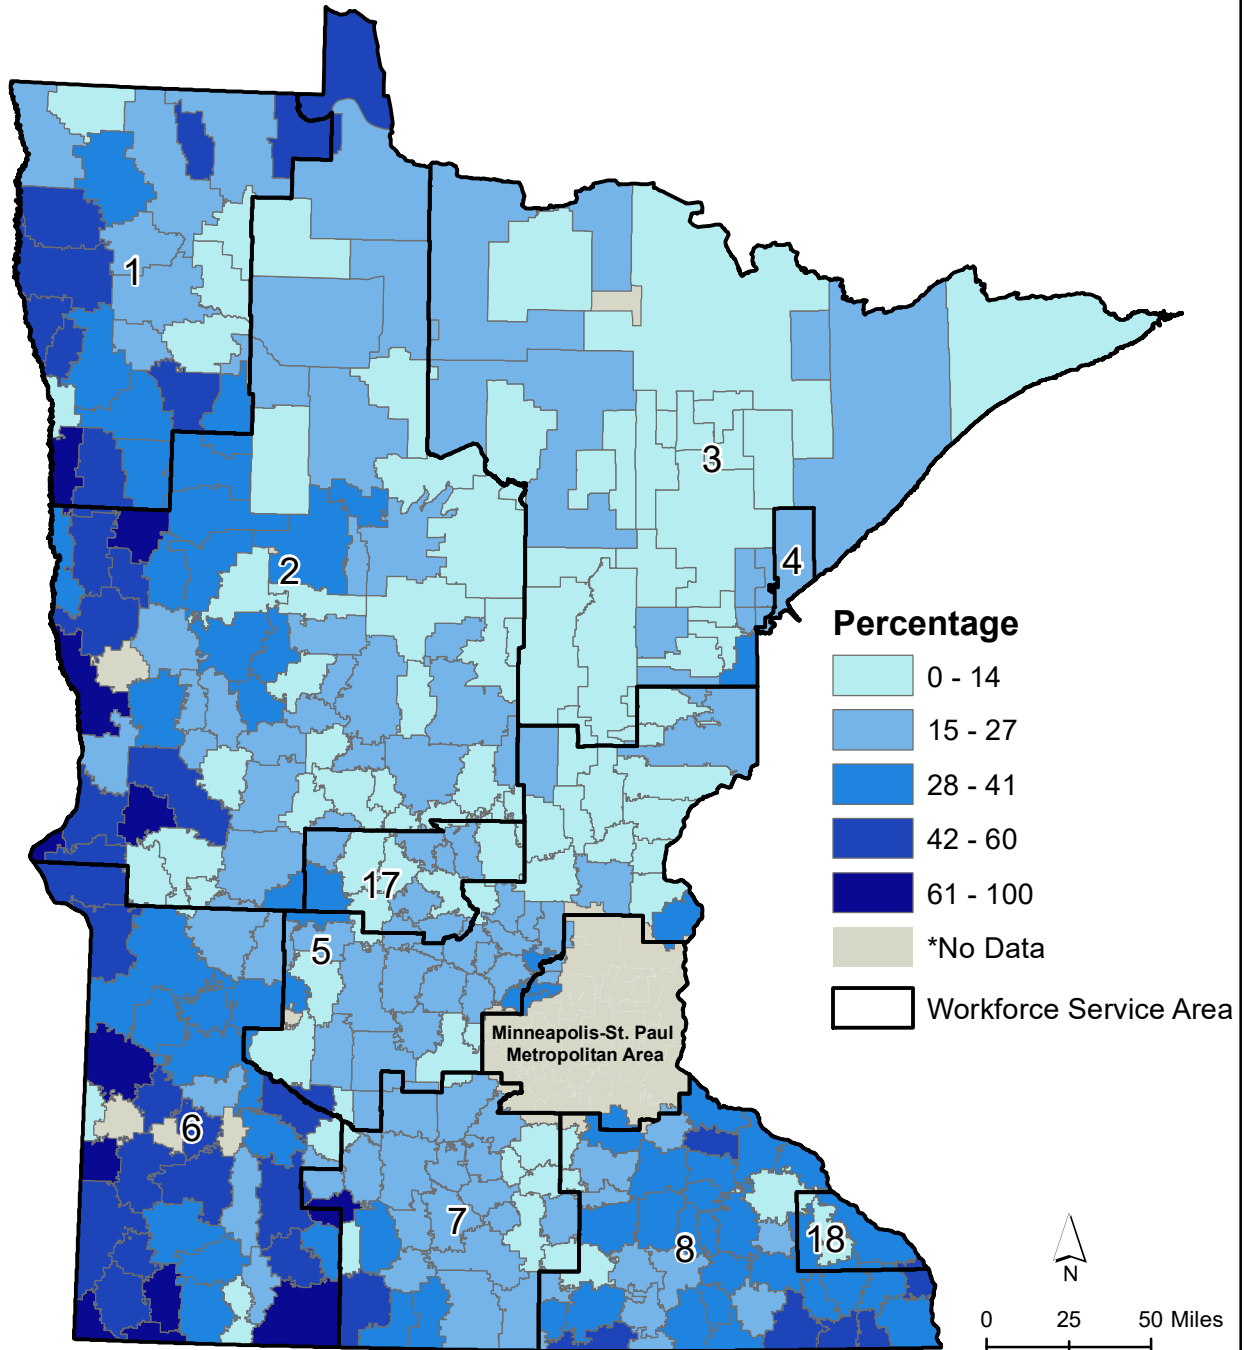 1
3
2
4
Percentage
0 - 14
15 - 27
28 - 41
42 - 60
61 - 100
*No Data
Workforce Service Area
17
5
Minneapolis-St. Paul
Metropolitan Area
6
7
8
18
N
0 25 50 Miles